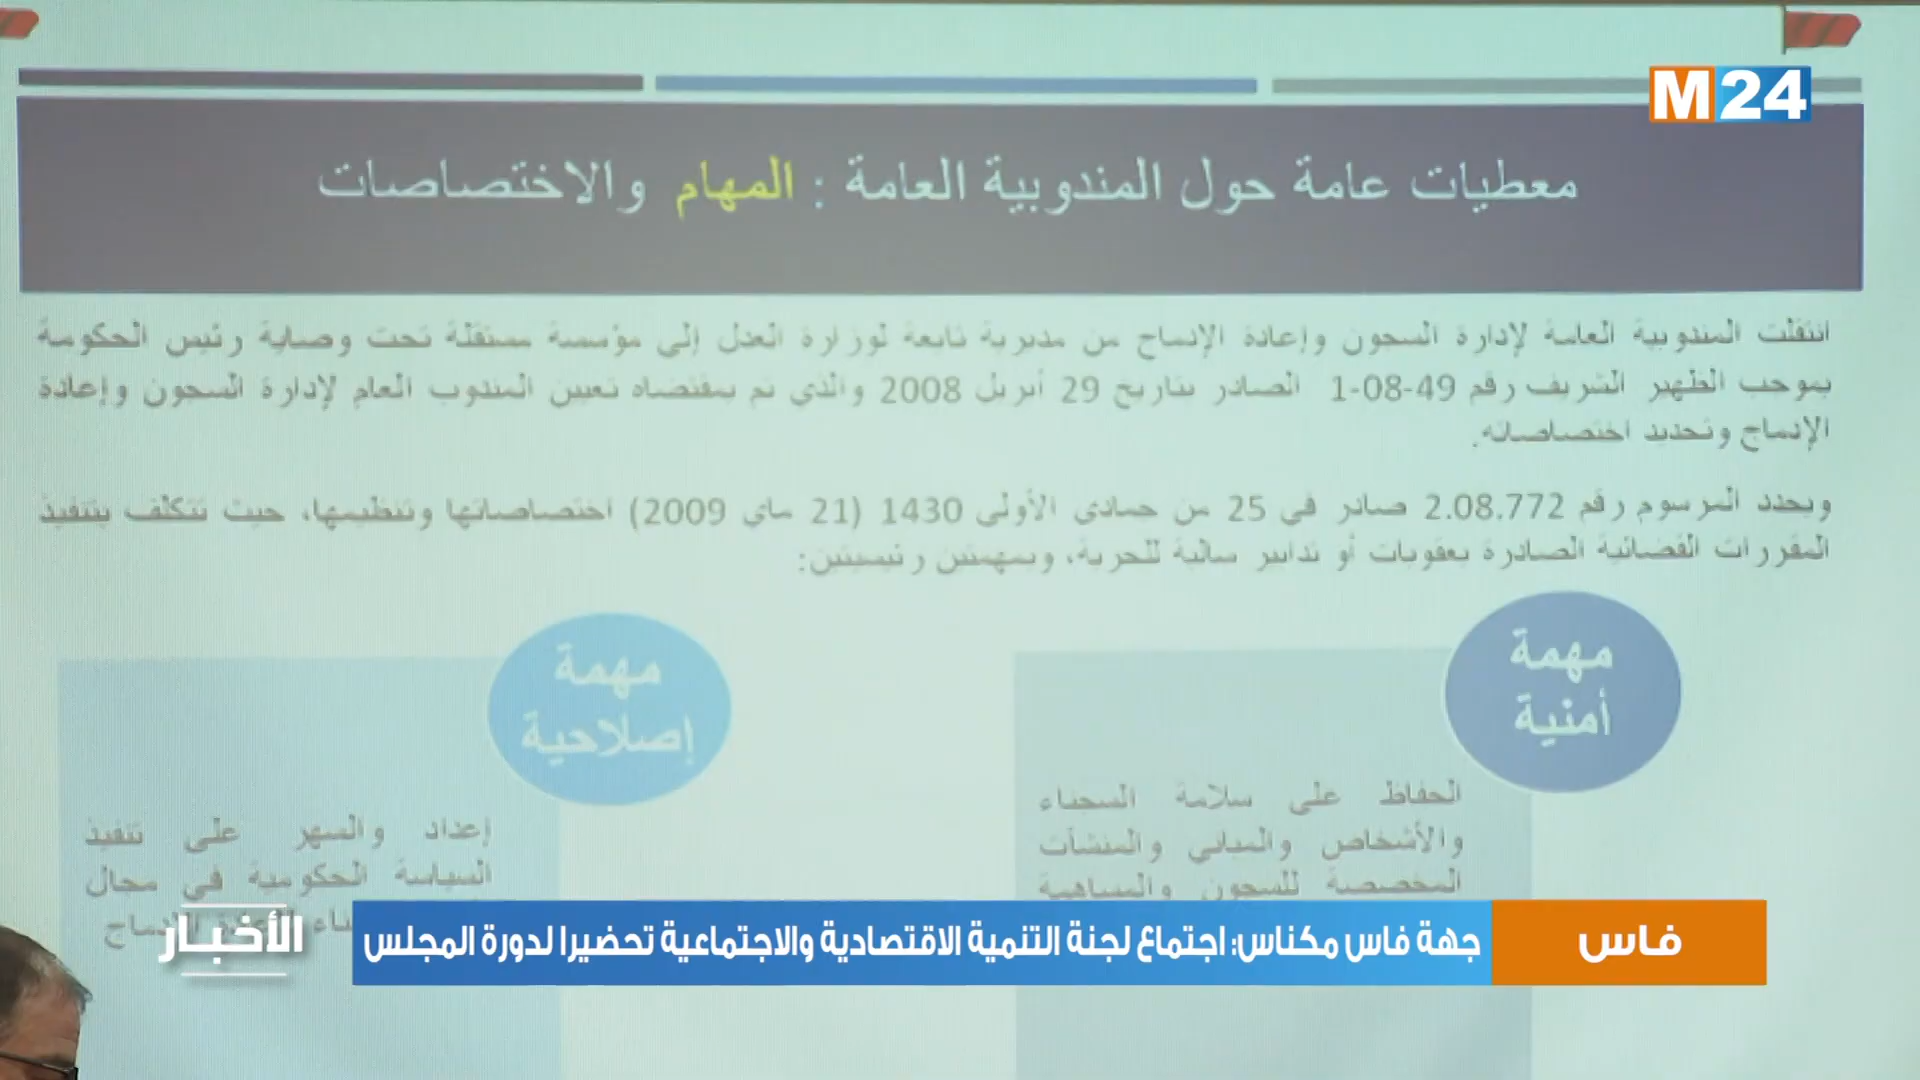 M24
معطيات عامة حول المندوبية العامة : المهام والاختصاصات
انتقلت المندوبية العامة لإدارة السجون وإعادة الإدماج من مديرية تابعة لوزارة العدل إلى مؤسسة مستقلة تحت وصاية رئيس الحكومة
بموجب الظهير الشريف رقم 49-08-1 الصادر بتاريخ 29 أبريل 2008 والذي تم بمقتضاه تعيين المندوب العام لإدارة السجون وإعادة
الإدماج وتحديد اختصاصاته.
ويحدد المرسوم رقم 2.08.772 صادر في 25 من جمادى الأولى 1430 (21 ماي 2009) اختصاصاتها وتنظيمها، حيث تتكلف بتنفيذ
المقررات القضائية الصادرة بعقوبات أو تدابير سالبة للحرية، وبمهمتين رئيسيتين:
مهمة
أمنية
الحفاظ على سلامة السجناء
والأشخاص والمباني والمنشآت
المخصصة للسجون والمساهمة
مهمة
إصلاحية
إعداد والسهر على تنفيذ
السياسة الحكومية في مجال
فاس
جهة فاس مكناس: اجتماع لجنة التنمية الاقتصادية والاجتماعية تحضيرا لدورة المجلس
الأخبار